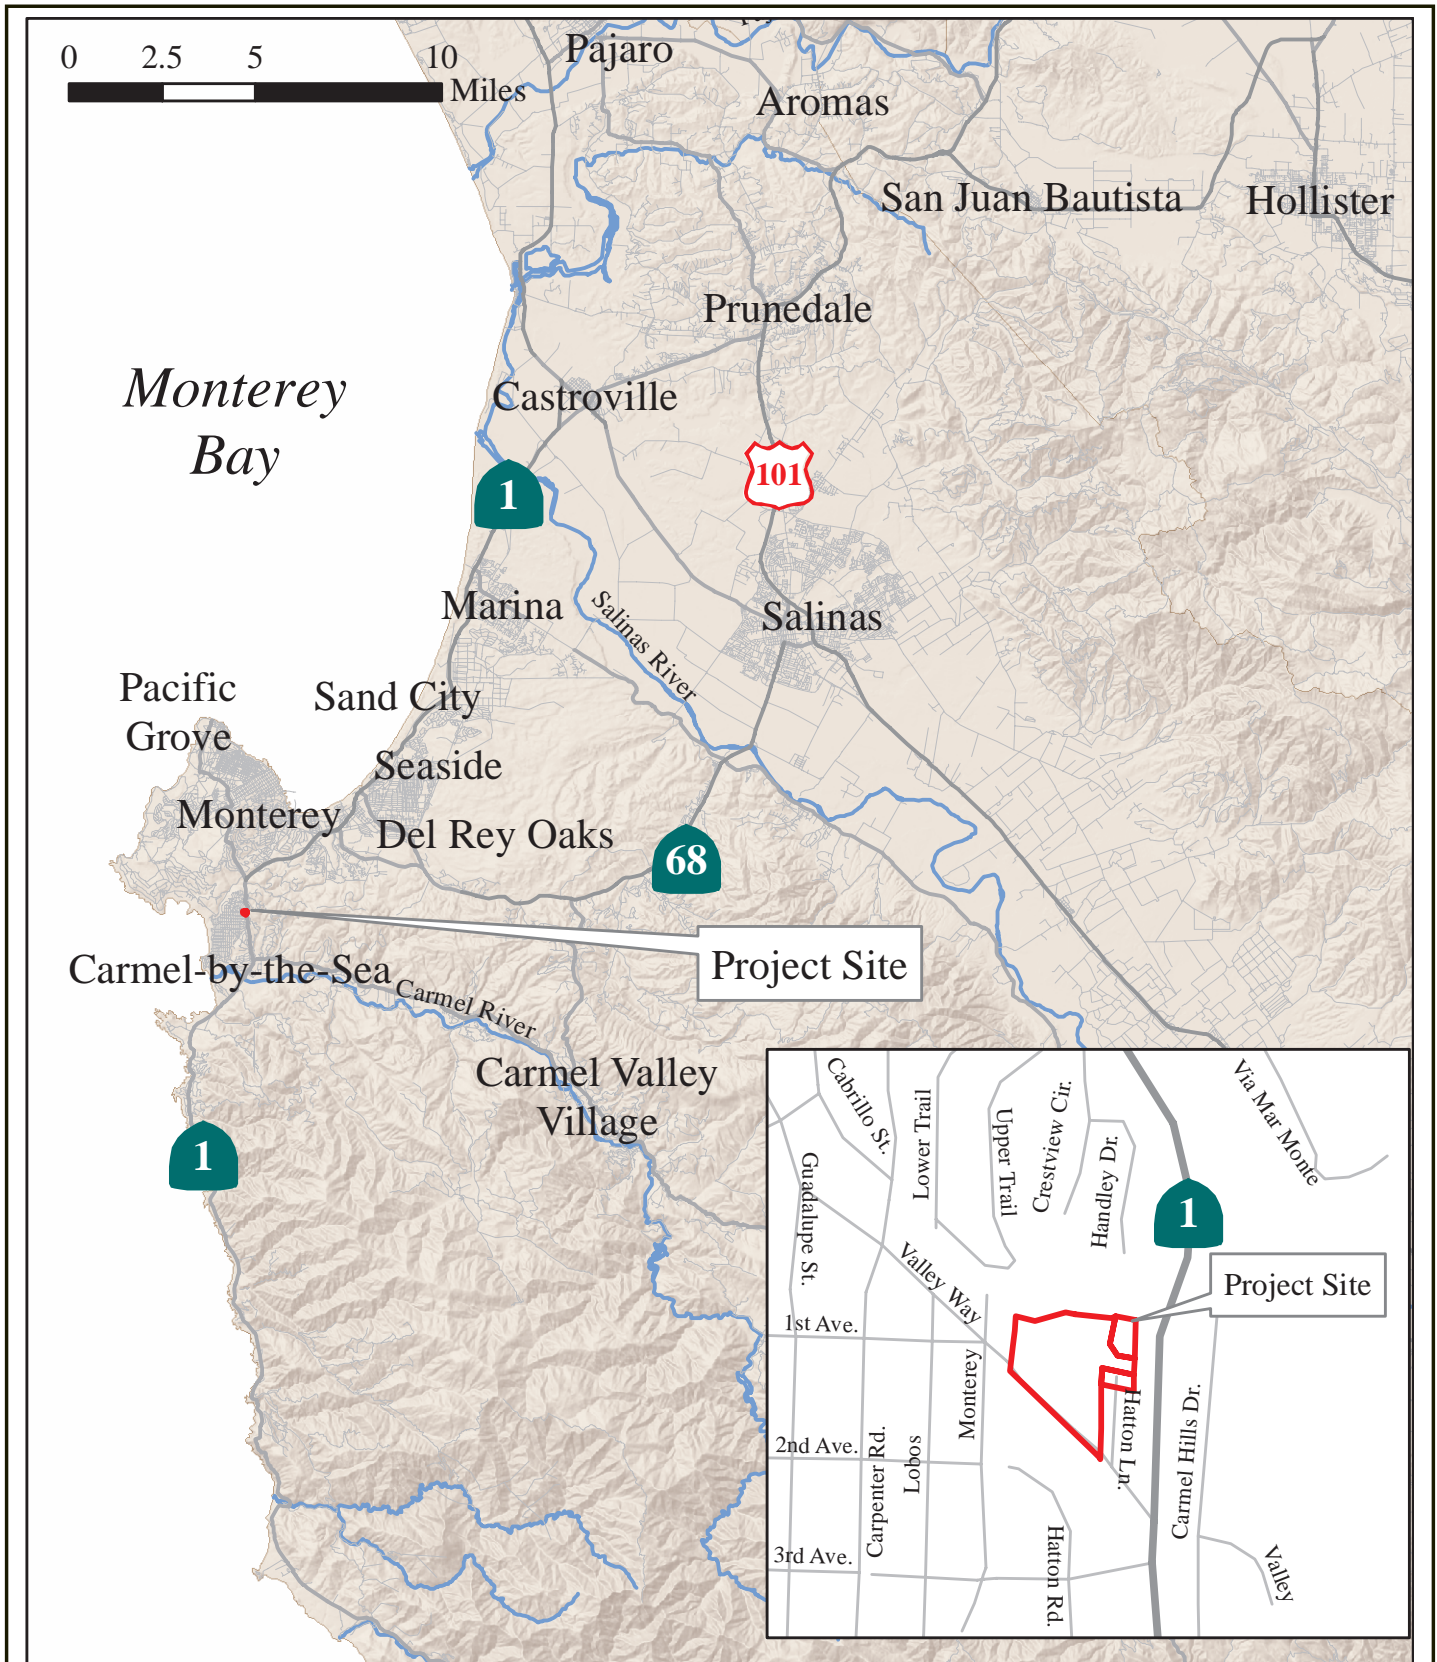 0 2.5 5 10
Miles
Pajaro
Aromas
San Juan Bautista
Hollister
Prunedale
Monterey
Bay
Castroville
101
1
Marina
Salinas River
Salinas
Pacific
Grove
Sand City
Seaside
Monterey
Del Rey Oaks
68
Project Site
Carmel-by-the-Sea
Carmel River
Carmel Valley
Village
1
Cabrillo St.
Lower Trail
Upper Trail
Crestview Cir.
Handley Dr.
Via Mar Monte
Guadalupe St.
1
Valley Way
Project Site
1st Ave.
Monterey
Hatton Ln.
Carmel Hills Dr.
2nd Ave.
Carpenter Rd.
Lobos
3rd Ave.
Hatton Rd.
Valley